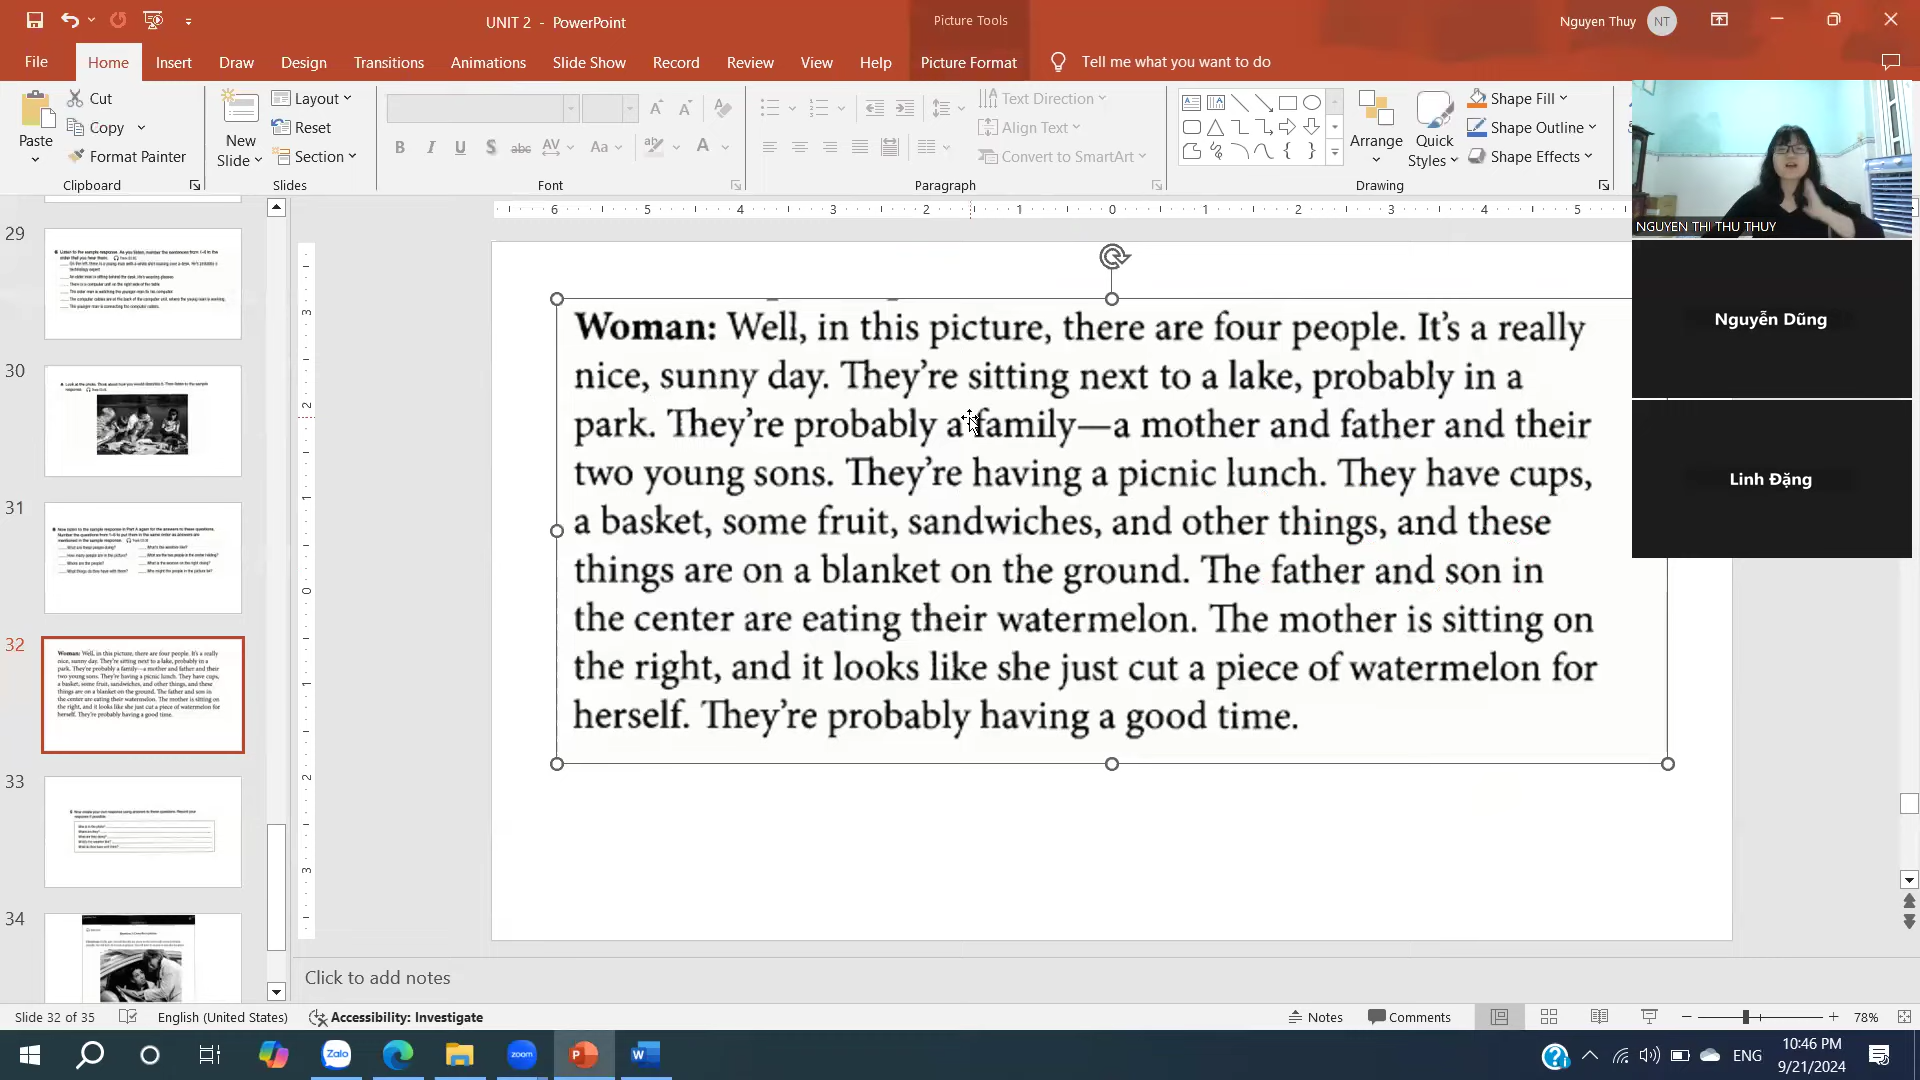 UNIT 2 - PowerPoint
Picture Tools
Nguyen Thuy
NT
File
Home
Insert
Draw
Design
Transitions
Animations
Slide Show
Record
Review
View
Help
Picture Format
Tell me what you want to do
Paste
Cut
Copy
Format Painter
Clipboard
New
Slide
Layout
Reset
Section
Slides
Font
Text Direction
Align Text
Convert to SmartArt
Paragraph
Arrange
Quick
Styles
Shape Fill
Shape Outline
Shape Effects
Drawing
NGUYEN THI THU THUY
Nguyễn Dũng
Linh Đặng
29
30
31
32
33
34
Woman: Well, in this picture, there are four people. It's a really
nice, sunny day. They're sitting next to a lake, probably in a
park. They're probably a family—a mother and father and their
two young sons. They're having a picnic lunch. They have cups,
a basket, some fruit, sandwiches, and other things, and these
things are on a blanket on the ground. The father and son in
the center are eating their watermelon. The mother is sitting on
the right, and it looks like she just cut a piece of watermelon for
herself. They're probably having a good time.
Click to add notes
Slide 32 of 35
English (United States)
Accessibility: Investigate
Notes
Comments
78%
Zalo
zoom
ENG
10:46 PM
9/21/2024